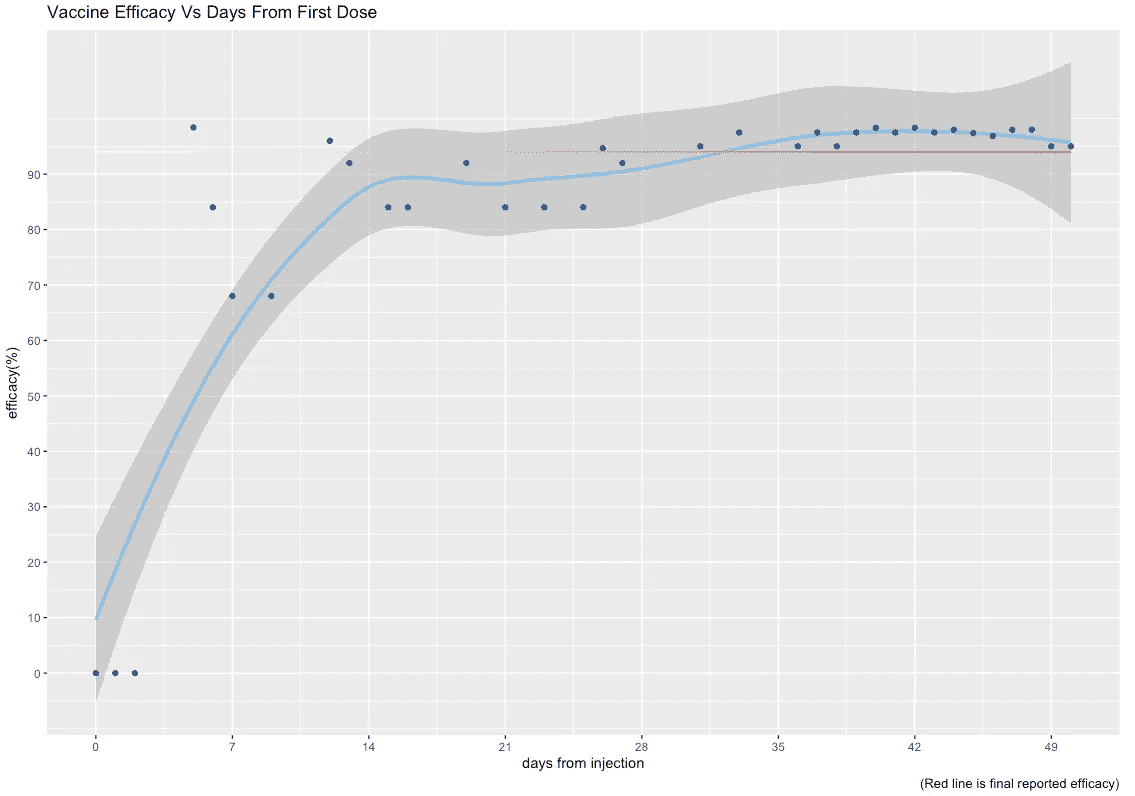 Vaccine Efficacy Vs Days From First Dose
efficacy(%)
90
80
70
60
50
40
30
20
10
0
0 7 14 21 28 35 42 49
days from injection
(Red line is final reported efficacy)